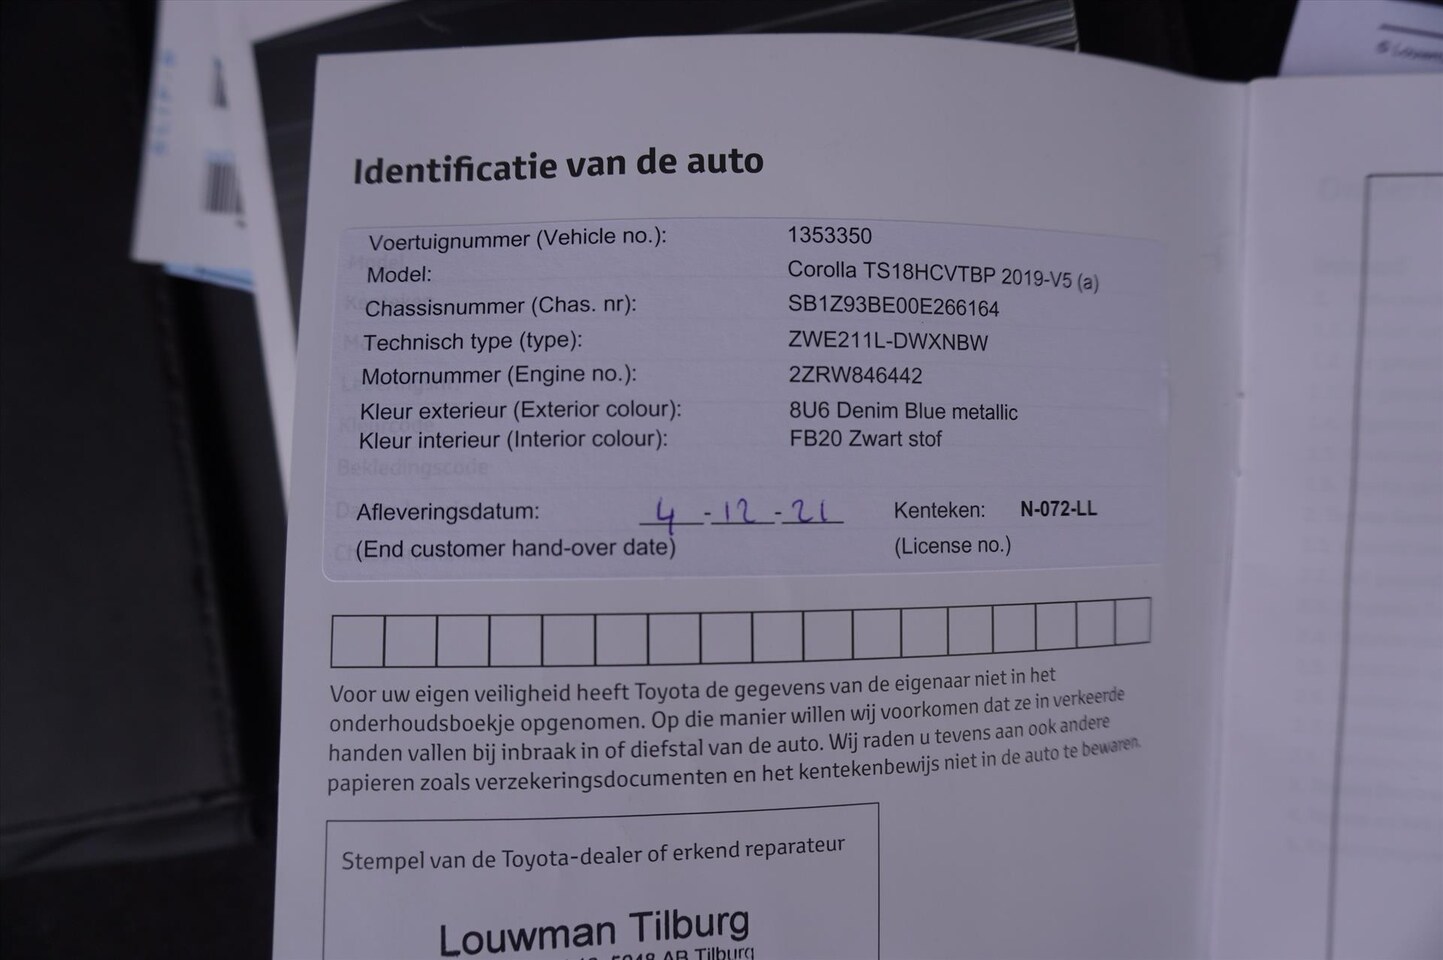 Identificatie van de auto
Voertuignummer (Vehicle no.): 1353350
Model: Corolla TS18HCVTBP 2019-V5 (a)
Chassisnummer (Chas. nr): SB1Z93BE00E266164
Technisch type (type): ZWE211L-DWXNBW
Motornummer (Engine no.): 2ZRW846442
Kleur exterieur (Exterior colour): 8U6 Denim Blue metallic
Kleur interieur (Interior colour): FB20 Zwart stof
Afleveringsdatum: 4-12-21 Kenteken: N-072-LL
(End customer hand-over date) (License no.)
Voor uw eigen veiligheid heeft Toyota de gegevens van de eigenaar niet in het
onderhoudsboekje opgenomen. Op die manier willen wij voorkomen dat ze in verkeerde
handen vallen bij inbraak in of diefstal van de auto. Wij raden u tevens aan ook andere
papieren zoals verzekeringsdocumenten en het kentekenbewijs niet in de auto te bewaren.
Stempel van de Toyota-dealer of erkend reparateur
Louwman Tilburg
AB Tilburg